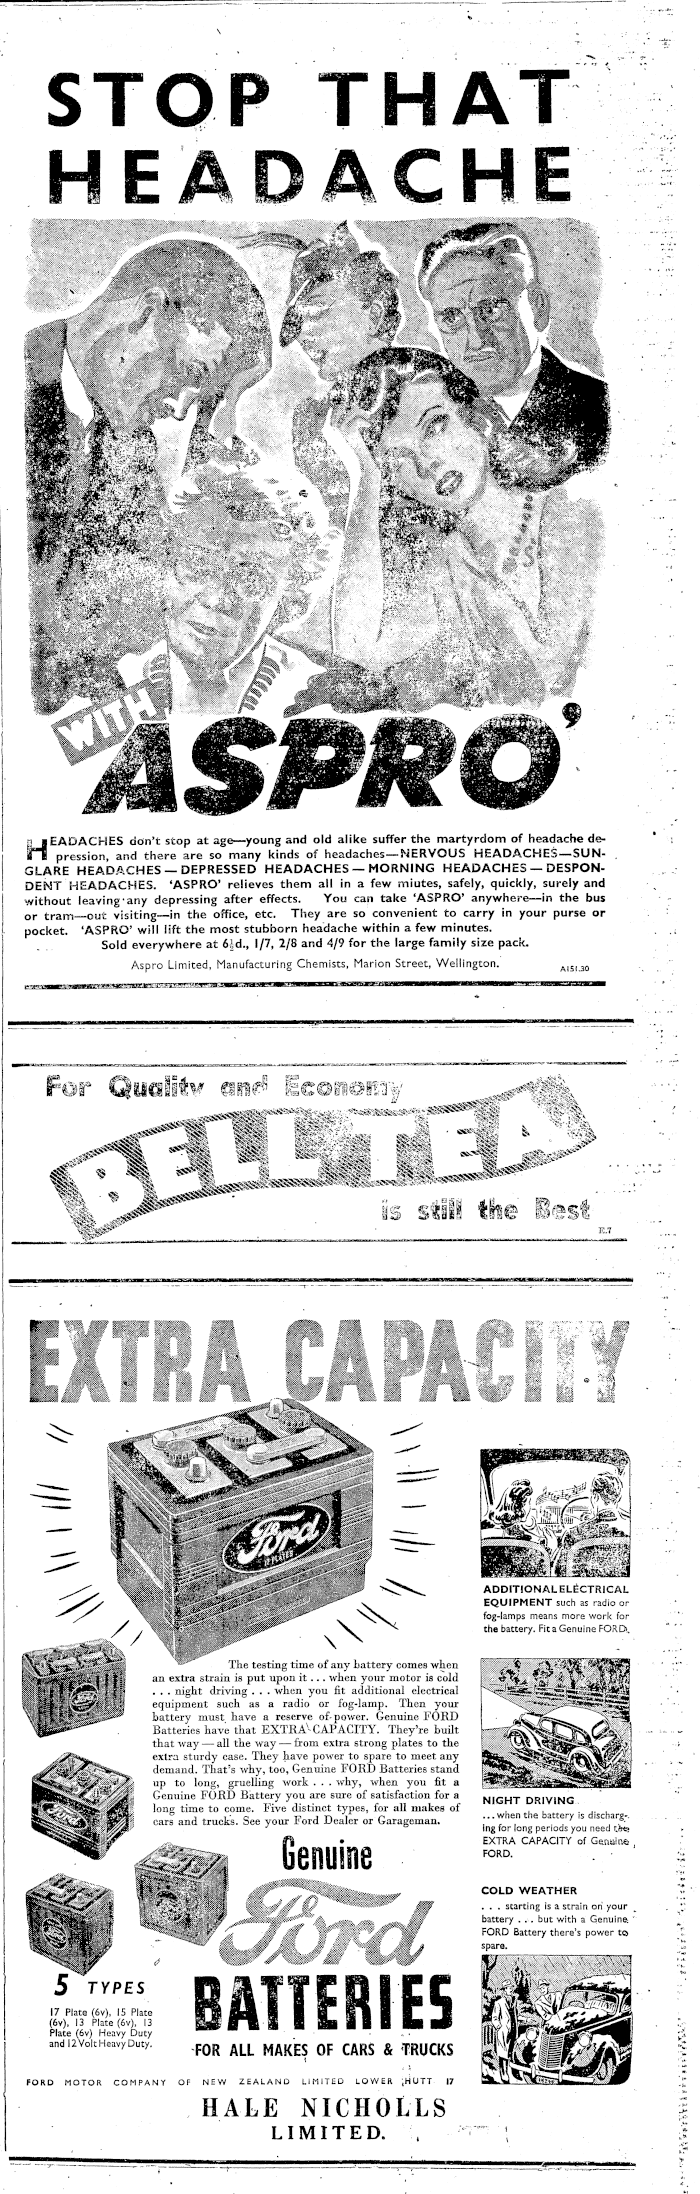 STOP THAT
HEADACHE
WITH
'ASPRO'
HEADACHES don't stop at age—young and old alike suffer the martyrdom of headache de-
pression, and there are so many kinds of headaches—NERVOUS HEADACHES—SUN-
GLARE HEADACHES — DEPRESSED HEADACHES — MORNING HEADACHES — DESPON-
DENT HEADACHES. 'ASPRO' relieves them all in a few miutes, safely, quickly, surely and
without leaving any depressing after effects. You can take 'ASPRO' anywhere—in the bus
or tram—out visiting—in the office, etc. They are so convenient to carry in your purse or
pocket. 'ASPRO' will lift the most stubborn headache within a few minutes.
Sold everywhere at 6½d., 1/7, 2/8 and 4/9 for the large family size pack.
Aspro Limited, Manufacturing Chemists, Marion Street, Wellington.
A151.30
For Quality and Economy
BELL TEA
is still the Best
E.7
EXTRA CAPACITY
Ford
17 PLATES
ADDITIONAL ELECTRICAL
EQUIPMENT such as radio or
fog-lamps means more work for
the battery. Fit a Genuine FORD.
The testing time of any battery comes when
an extra strain is put upon it . . . when your motor is cold
. . . night driving . . . when you fit additional electrical
equipment such as a radio or fog-lamp. Then your
battery must have a reserve of power. Genuine FORD
Batteries have that EXTRA CAPACITY. They're built
that way — all the way — from extra strong plates to the
extra sturdy case. They have power to spare to meet any
demand. That's why, too, Genuine FORD Batteries stand
up to long, gruelling work . . . why, when you fit a
Genuine FORD Battery you are sure of satisfaction for a
long time to come. Five distinct types, for all makes of
cars and trucks. See your Ford Dealer or Garageman.
NIGHT DRIVING
. . . when the battery is discharg-
ing for long periods you need the
EXTRA CAPACITY of Genuine
FORD.
COLD WEATHER
. . . starting is a strain on your
battery . . . but with a Genuine
FORD Battery there's power to
spare.
5 TYPES
17 Plate (6v), 15 Plate
(6v), 13 Plate (6v), 13
Plate (6v) Heavy Duty
and 12 Volt Heavy Duty.
Genuine
Ford
BATTERIES
FOR ALL MAKES OF CARS & TRUCKS
FORD MOTOR COMPANY OF NEW ZEALAND LIMITED LOWER HUTT 17
HALE NICHOLLS
LIMITED.